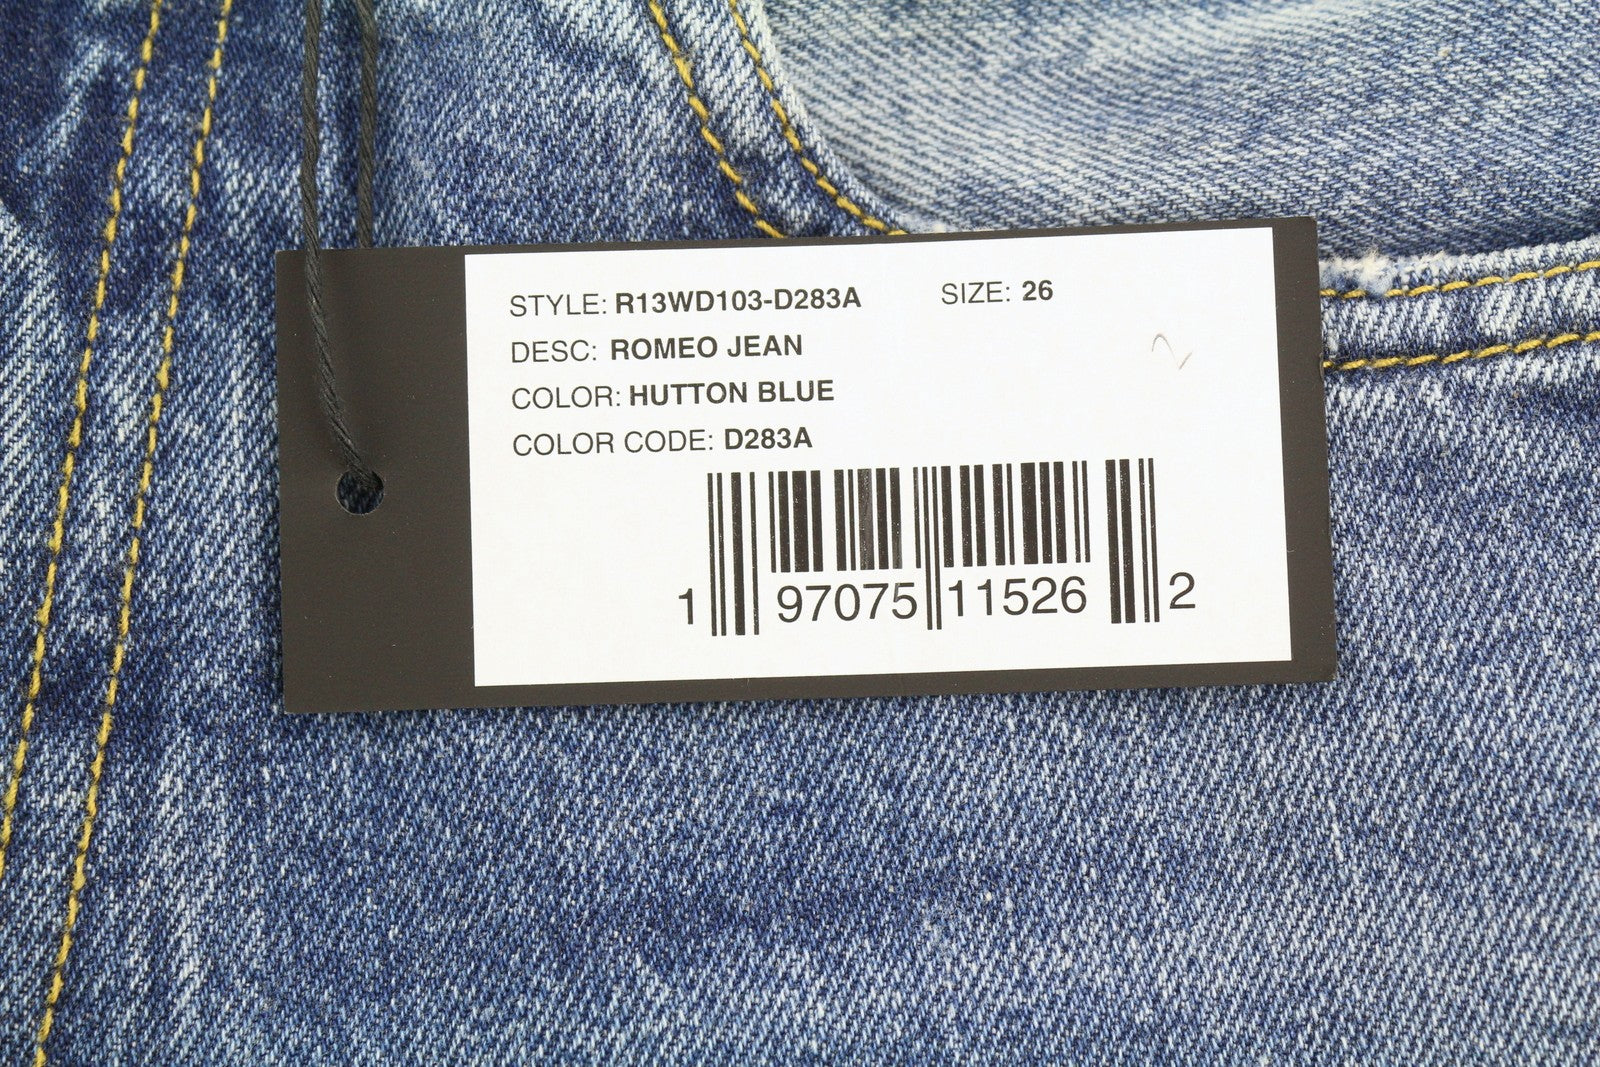 STYLE: R13WD103-D283A SIZE: 26
DESC: ROMEO JEAN
COLOR: HUTTON BLUE
COLOR CODE: D283A
1 97075 11526 2